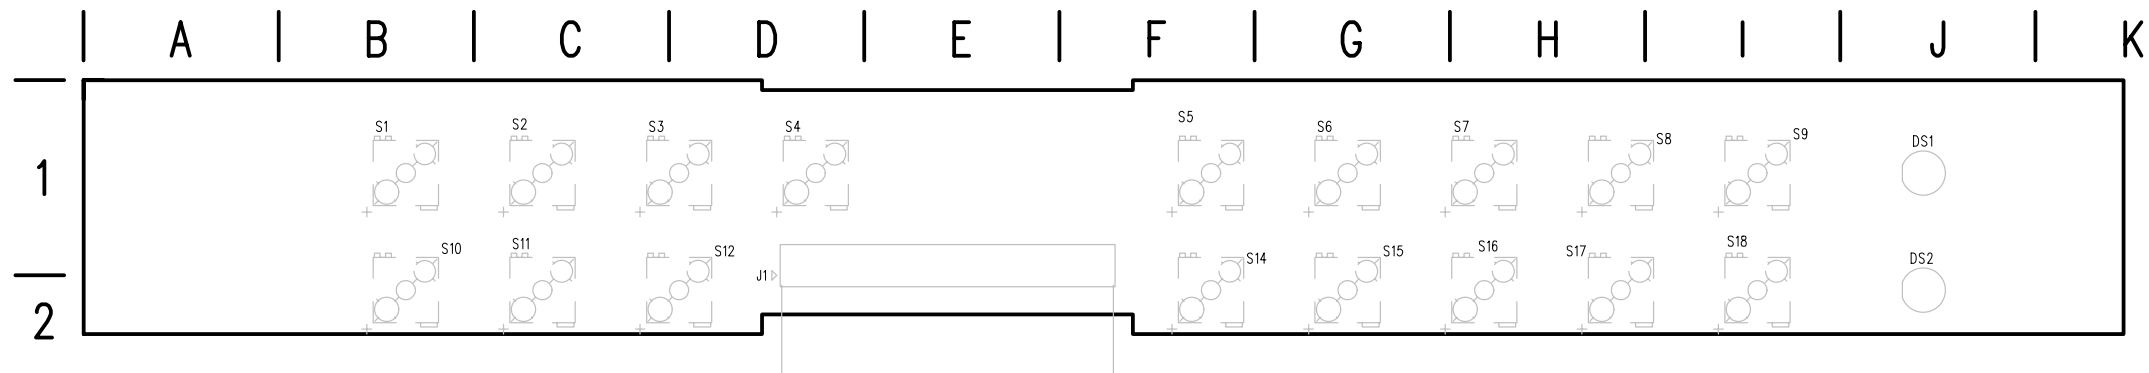 A B C D E F G H I J K
1
S1 S2 S3 S4 S5 S6 S7 S8 S9 DS1
S10 S11 S12 S14 S15 S16 S17 S18 DS2
J1
2